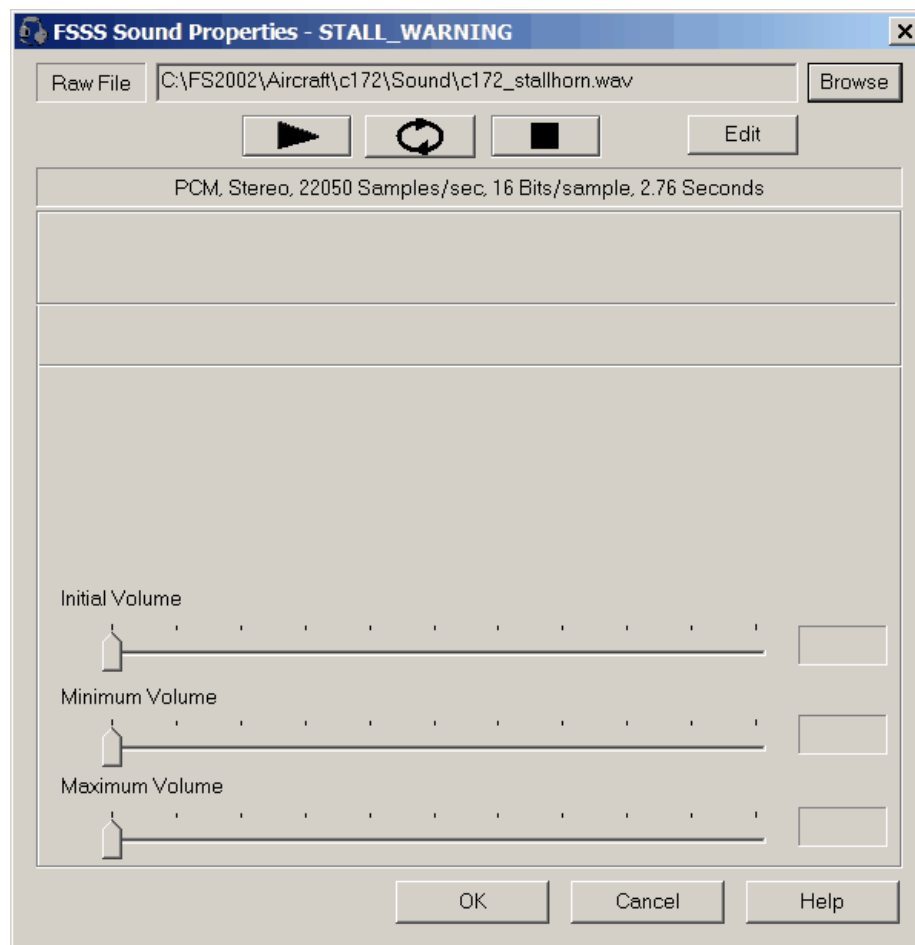 FSSS Sound Properties - STALL_WARNING
Raw File C:\FS2002\Aircraft\c172\Sound\c172_stallhorn.wav Browse
Edit
PCM, Stereo, 22050 Samples/sec, 16 Bits/sample, 2.76 Seconds
Initial Volume
Minimum Volume
Maximum Volume
OK Cancel Help